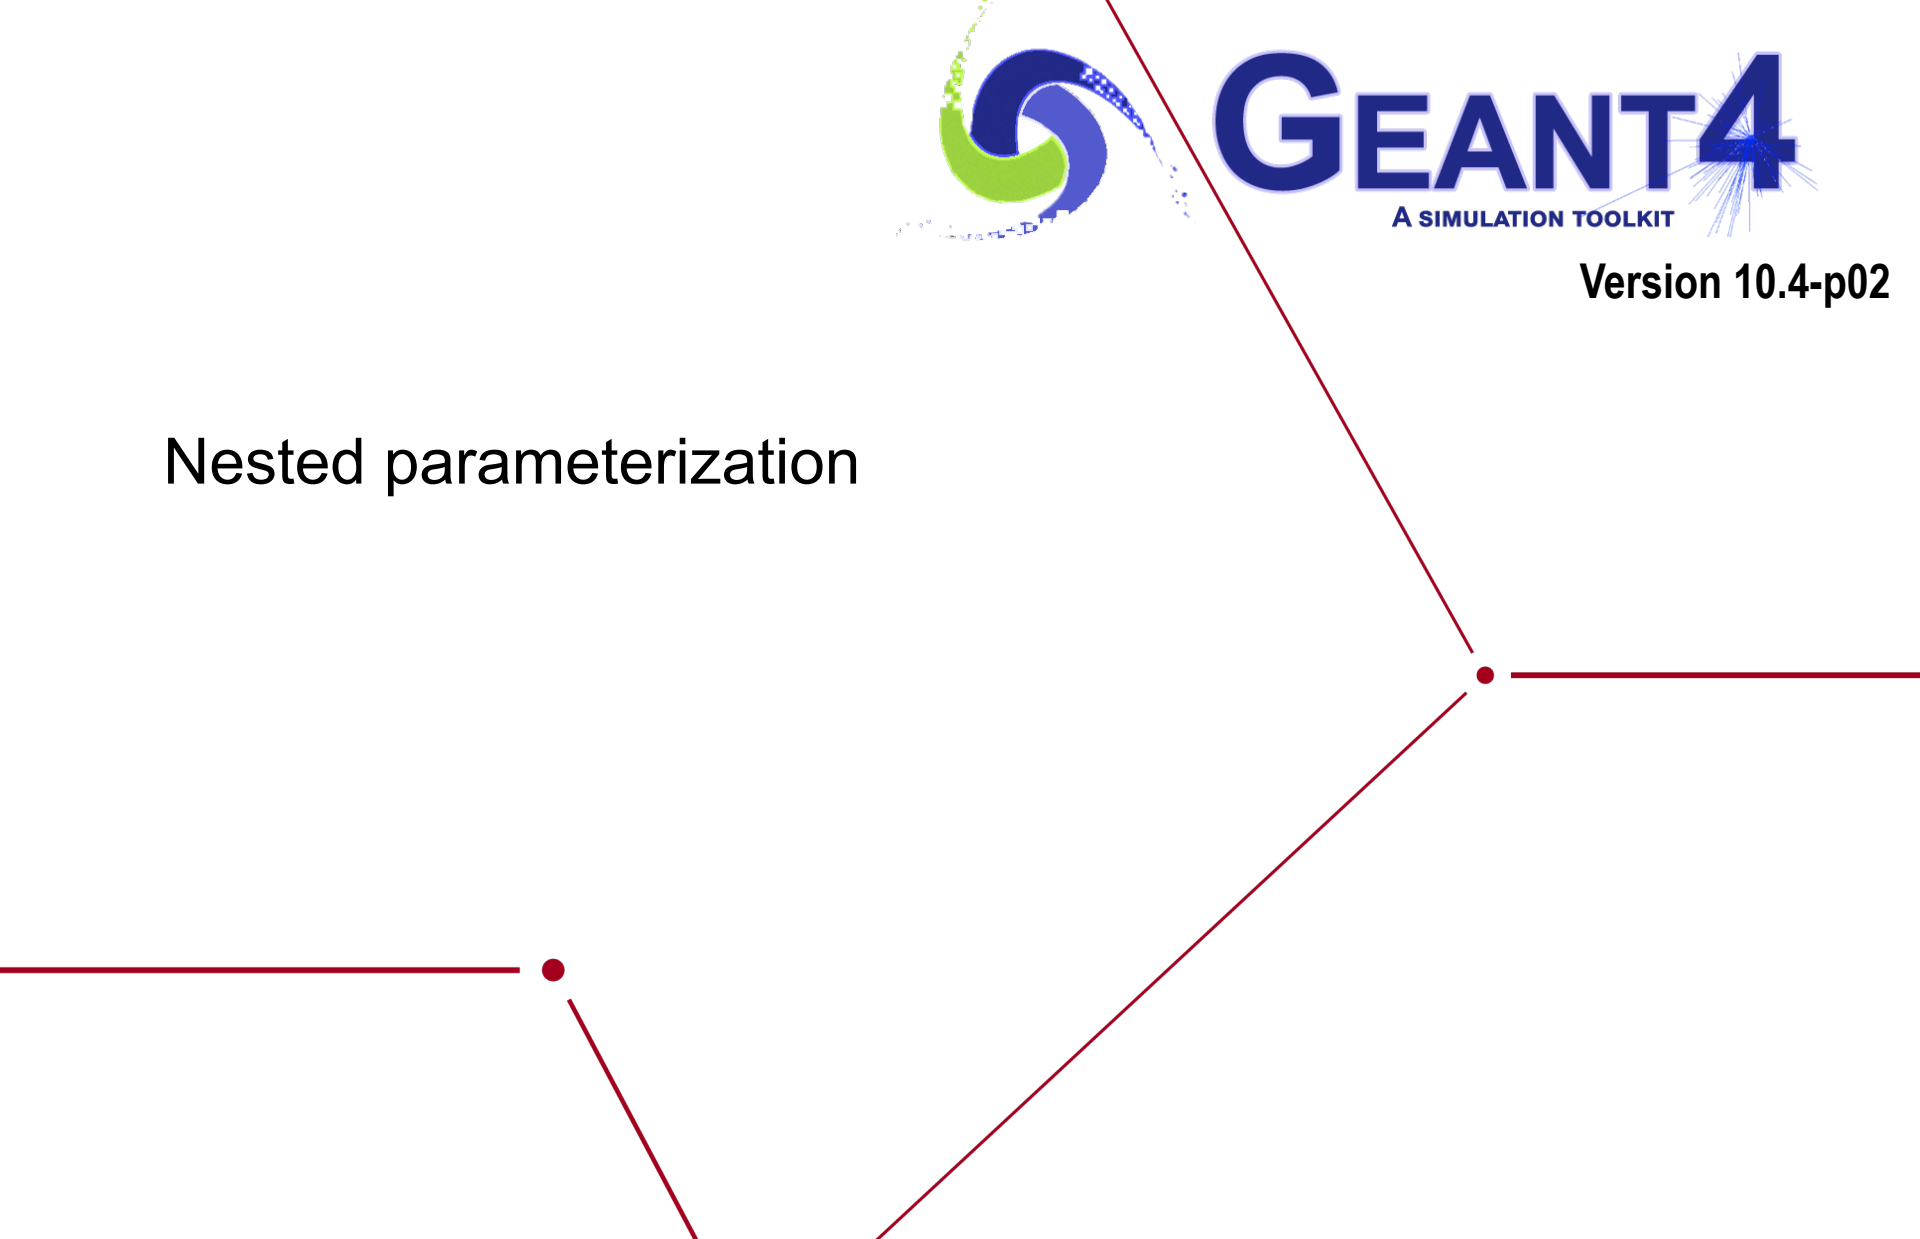 GEANT4
A SIMULATION TOOLKIT
Version 10.4-p02
Nested parameterization